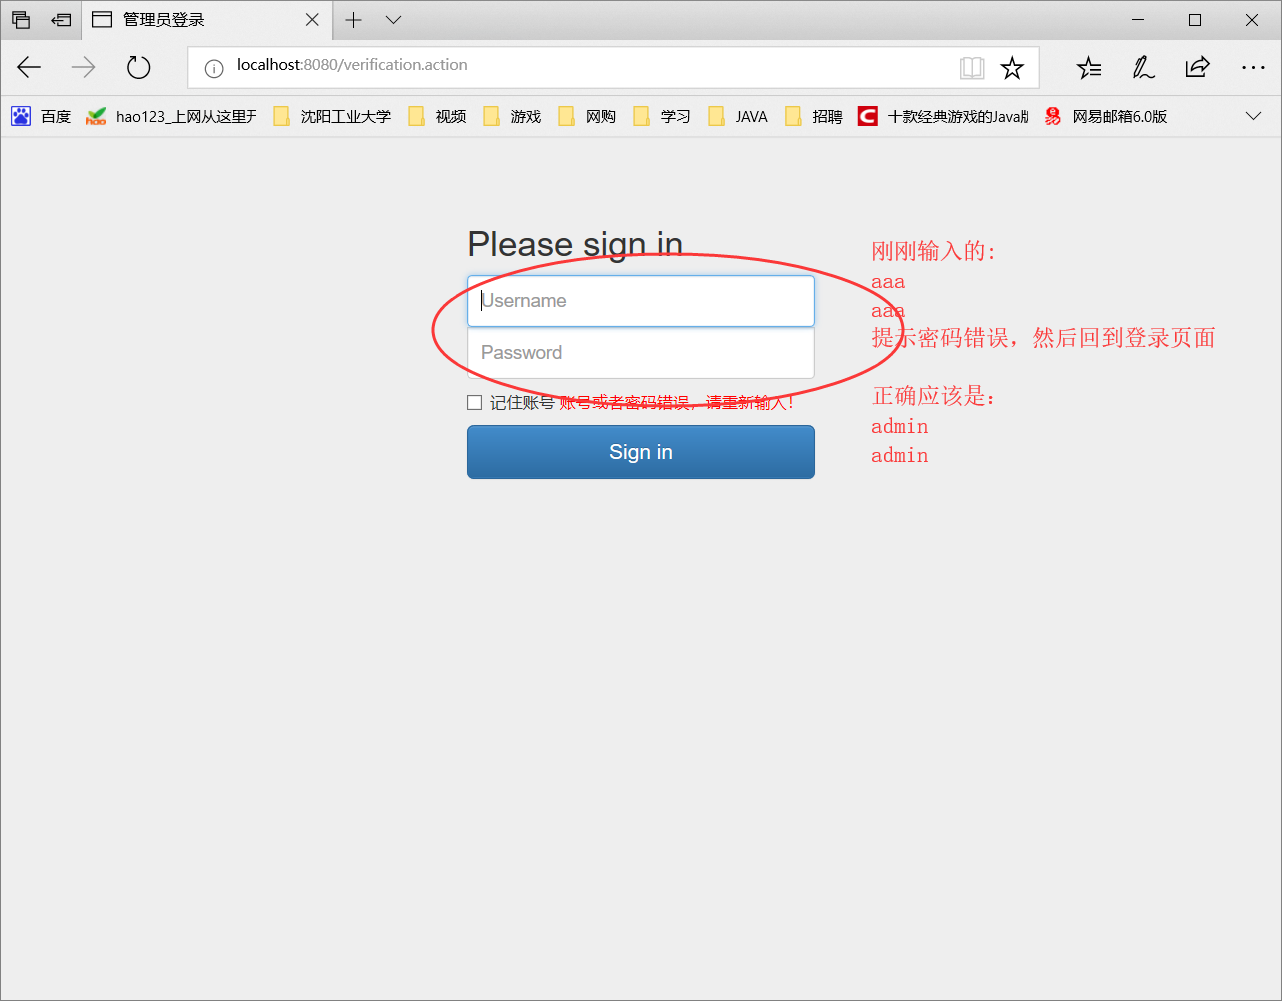 管理员登录
localhost:8080/verification.action
百度
hao123_上网从这里开
沈阳工业大学
视频
游戏
网购
学习
JAVA
招聘
十款经典游戏的Java版
网易邮箱6.0版
Please sign in
Username
Password
记住账号 账号或者密码错误，请重新输入！
Sign in
刚刚输入的：
aaa
aaa
提示密码错误，然后回到登录页面
正确应该是：
admin
admin